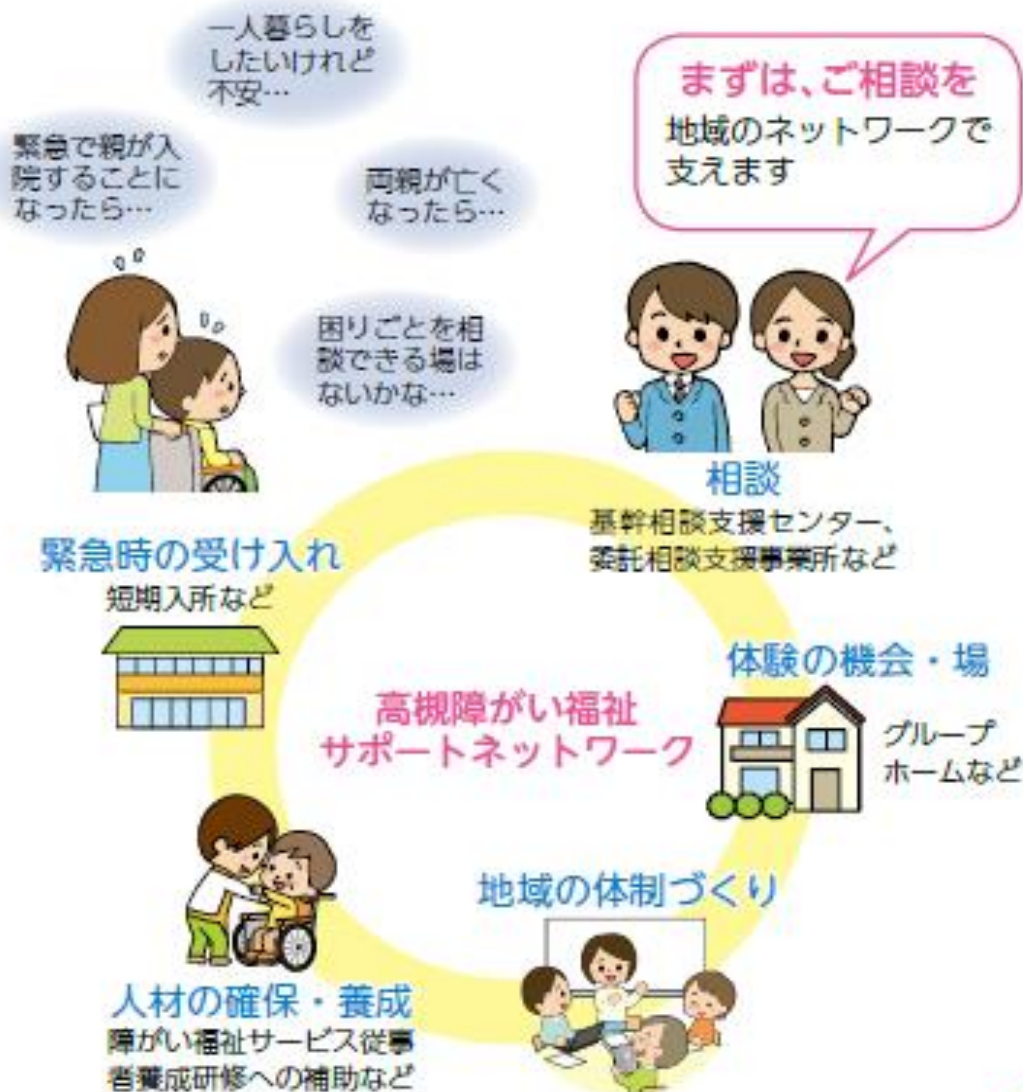 一人暮らしを
したいけれど
不安…
緊急で親が入
院することに
なったら…
両親が亡く
なったら…
困りごとを相
談できる場は
ないかな…
まずは、ご相談を
地域のネットワークで
支えます
相談
基幹相談支援センター、
委託相談支援事業所など
緊急時の受け入れ
短期入所など
体験の機会・場
グループ
ホームなど
高槻障がい福祉
サポートネットワーク
地域の体制づくり
人材の確保・養成
障がい福祉サービス従事
者養成研修への補助など